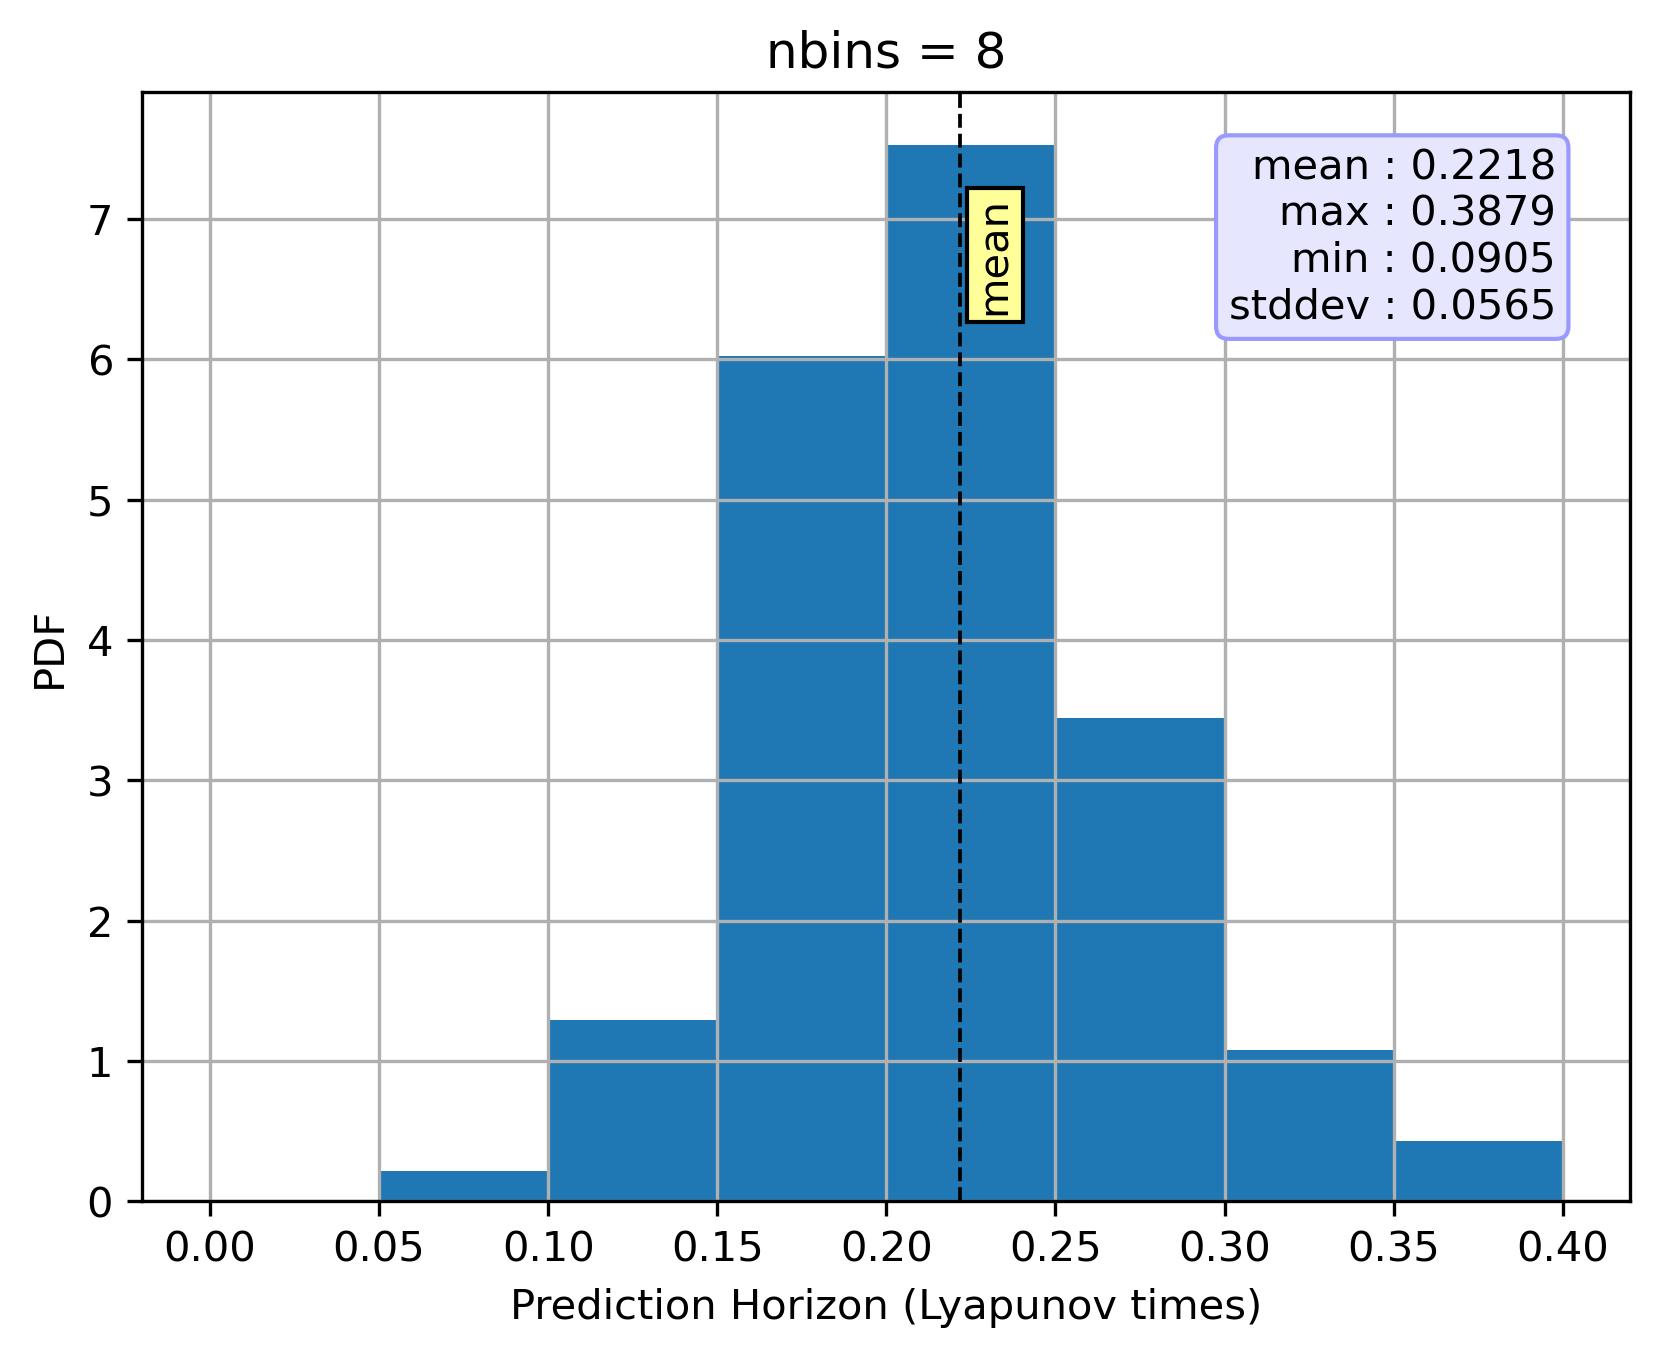 nbins = 8
mean : 0.2218
max : 0.3879
min : 0.0905
stddev : 0.0565
mean
PDF
7
6
5
4
3
2
1
0
0.00 0.05 0.10 0.15 0.20 0.25 0.30 0.35 0.40
Prediction Horizon (Lyapunov times)